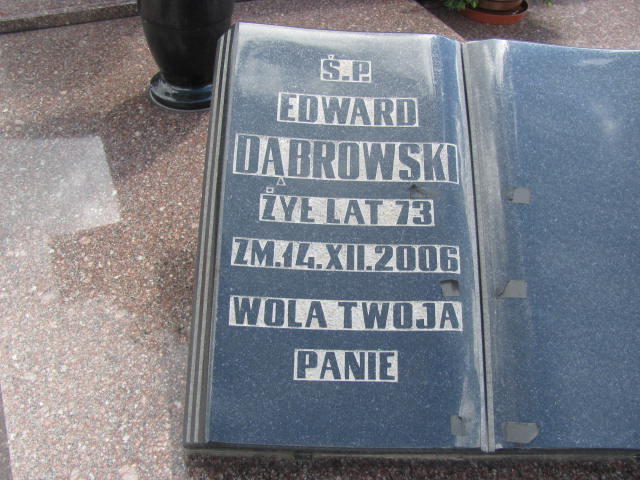 Ś.P.
EDWARD
DĄBROWSKI
ŻYŁ LAT 73
ZM.14.XII.2006
WOLA TWOJA
PANIE